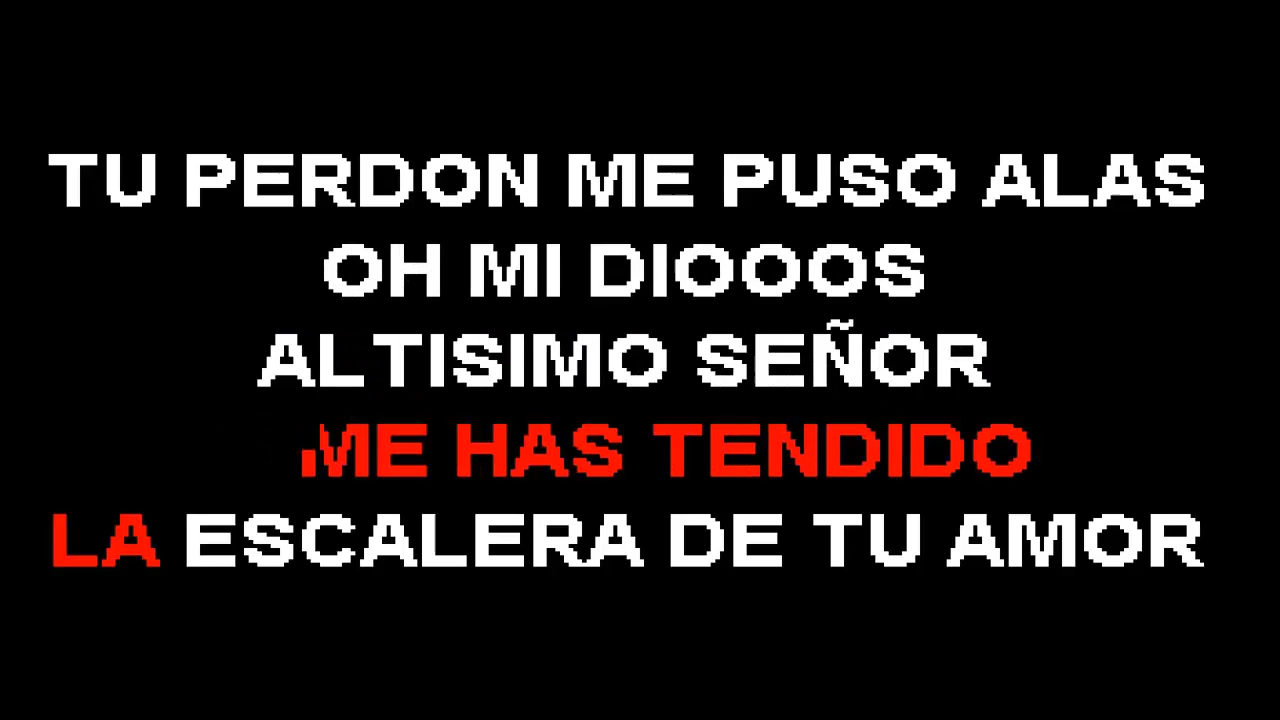 TU PERDON ME PUSO ALAS
OH MI DIOOOS
ALTISIMO SEÑOR
ME HAS TENDIDO
LA ESCALERA DE TU AMOR